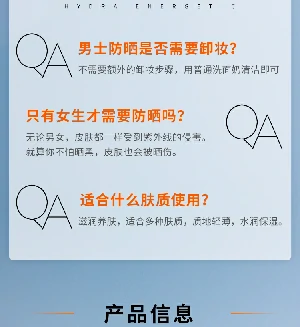 HYDRA ENERGETIC
QA
男士防晒是否需要卸妆？
不需要额外的卸妆步骤，用普通洗面奶清洁即可
只有女生才需要防晒吗？
QA
无论男女，皮肤都一样受到紫外线的侵害。
就算你不怕晒黑，皮肤也会被晒伤。
QA
适合什么肤质使用？
滋润养肤，适合多种肤质，质地轻薄，水润保湿。
产品信息